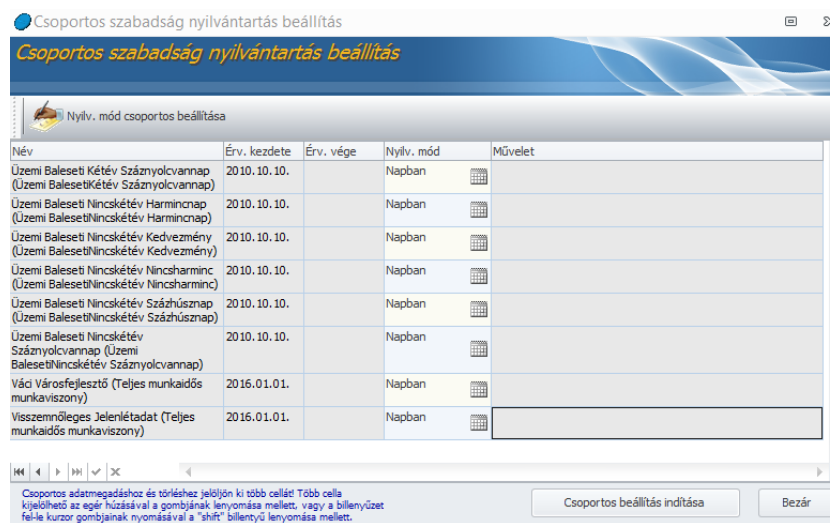 Csoportos szabadság nyilvántartás beállítás
Csoportos szabadság nyilvántartás beállítás
Nyilv. mód csoportos beállítása
Név Érv. kezdete Érv. vége Nyilv. mód Művelet
Üzemi Baleseti Kétév Száznyolcvannap 2010.10.10. Napban
(Üzemi BalesetiKétév Száznyolcvannap)
Üzemi Baleseti Nincskétév Harmincnap 2010.10.10. Napban
(Üzemi BalesetiNincskétév Harmincnap)
Üzemi Baleseti Nincskétév Kedvezmény 2010.10.10. Napban
(Üzemi BalesetiNincskétév Kedvezmény)
Üzemi Baleseti Nincskétév Nincsharminc 2010.10.10. Napban
(Üzemi BalesetiNincskétév Nincsharminc)
Üzemi Baleseti Nincskétév Százhúsznap 2010.10.10. Napban
(Üzemi BalesetiNincskétév Százhúsznap)
Üzemi Baleseti Nincskétév 2010.10.10. Napban
Száznyolcvannap (Üzemi
BalesetiNincskétév Száznyolcvannap)
Váci Városfejlesztő (Teljes munkaidős 2016.01.01. Napban
munkaviszony)
Visszemnőleges Jelenlétadat (Teljes 2016.01.01. Napban
munkaidős munkaviszony)
Csoportos adatmegadáshoz és törléshez jelöljön ki több cellát! Több cella
kijelölhető az egér húzásával a gombjának lenyomása mellett, vagy a billenyűzet
fel-le kurzor gombjainak nyomásával a "shift" billentyű lenyomása mellett.
Csoportos beállítás indítása
Bezár